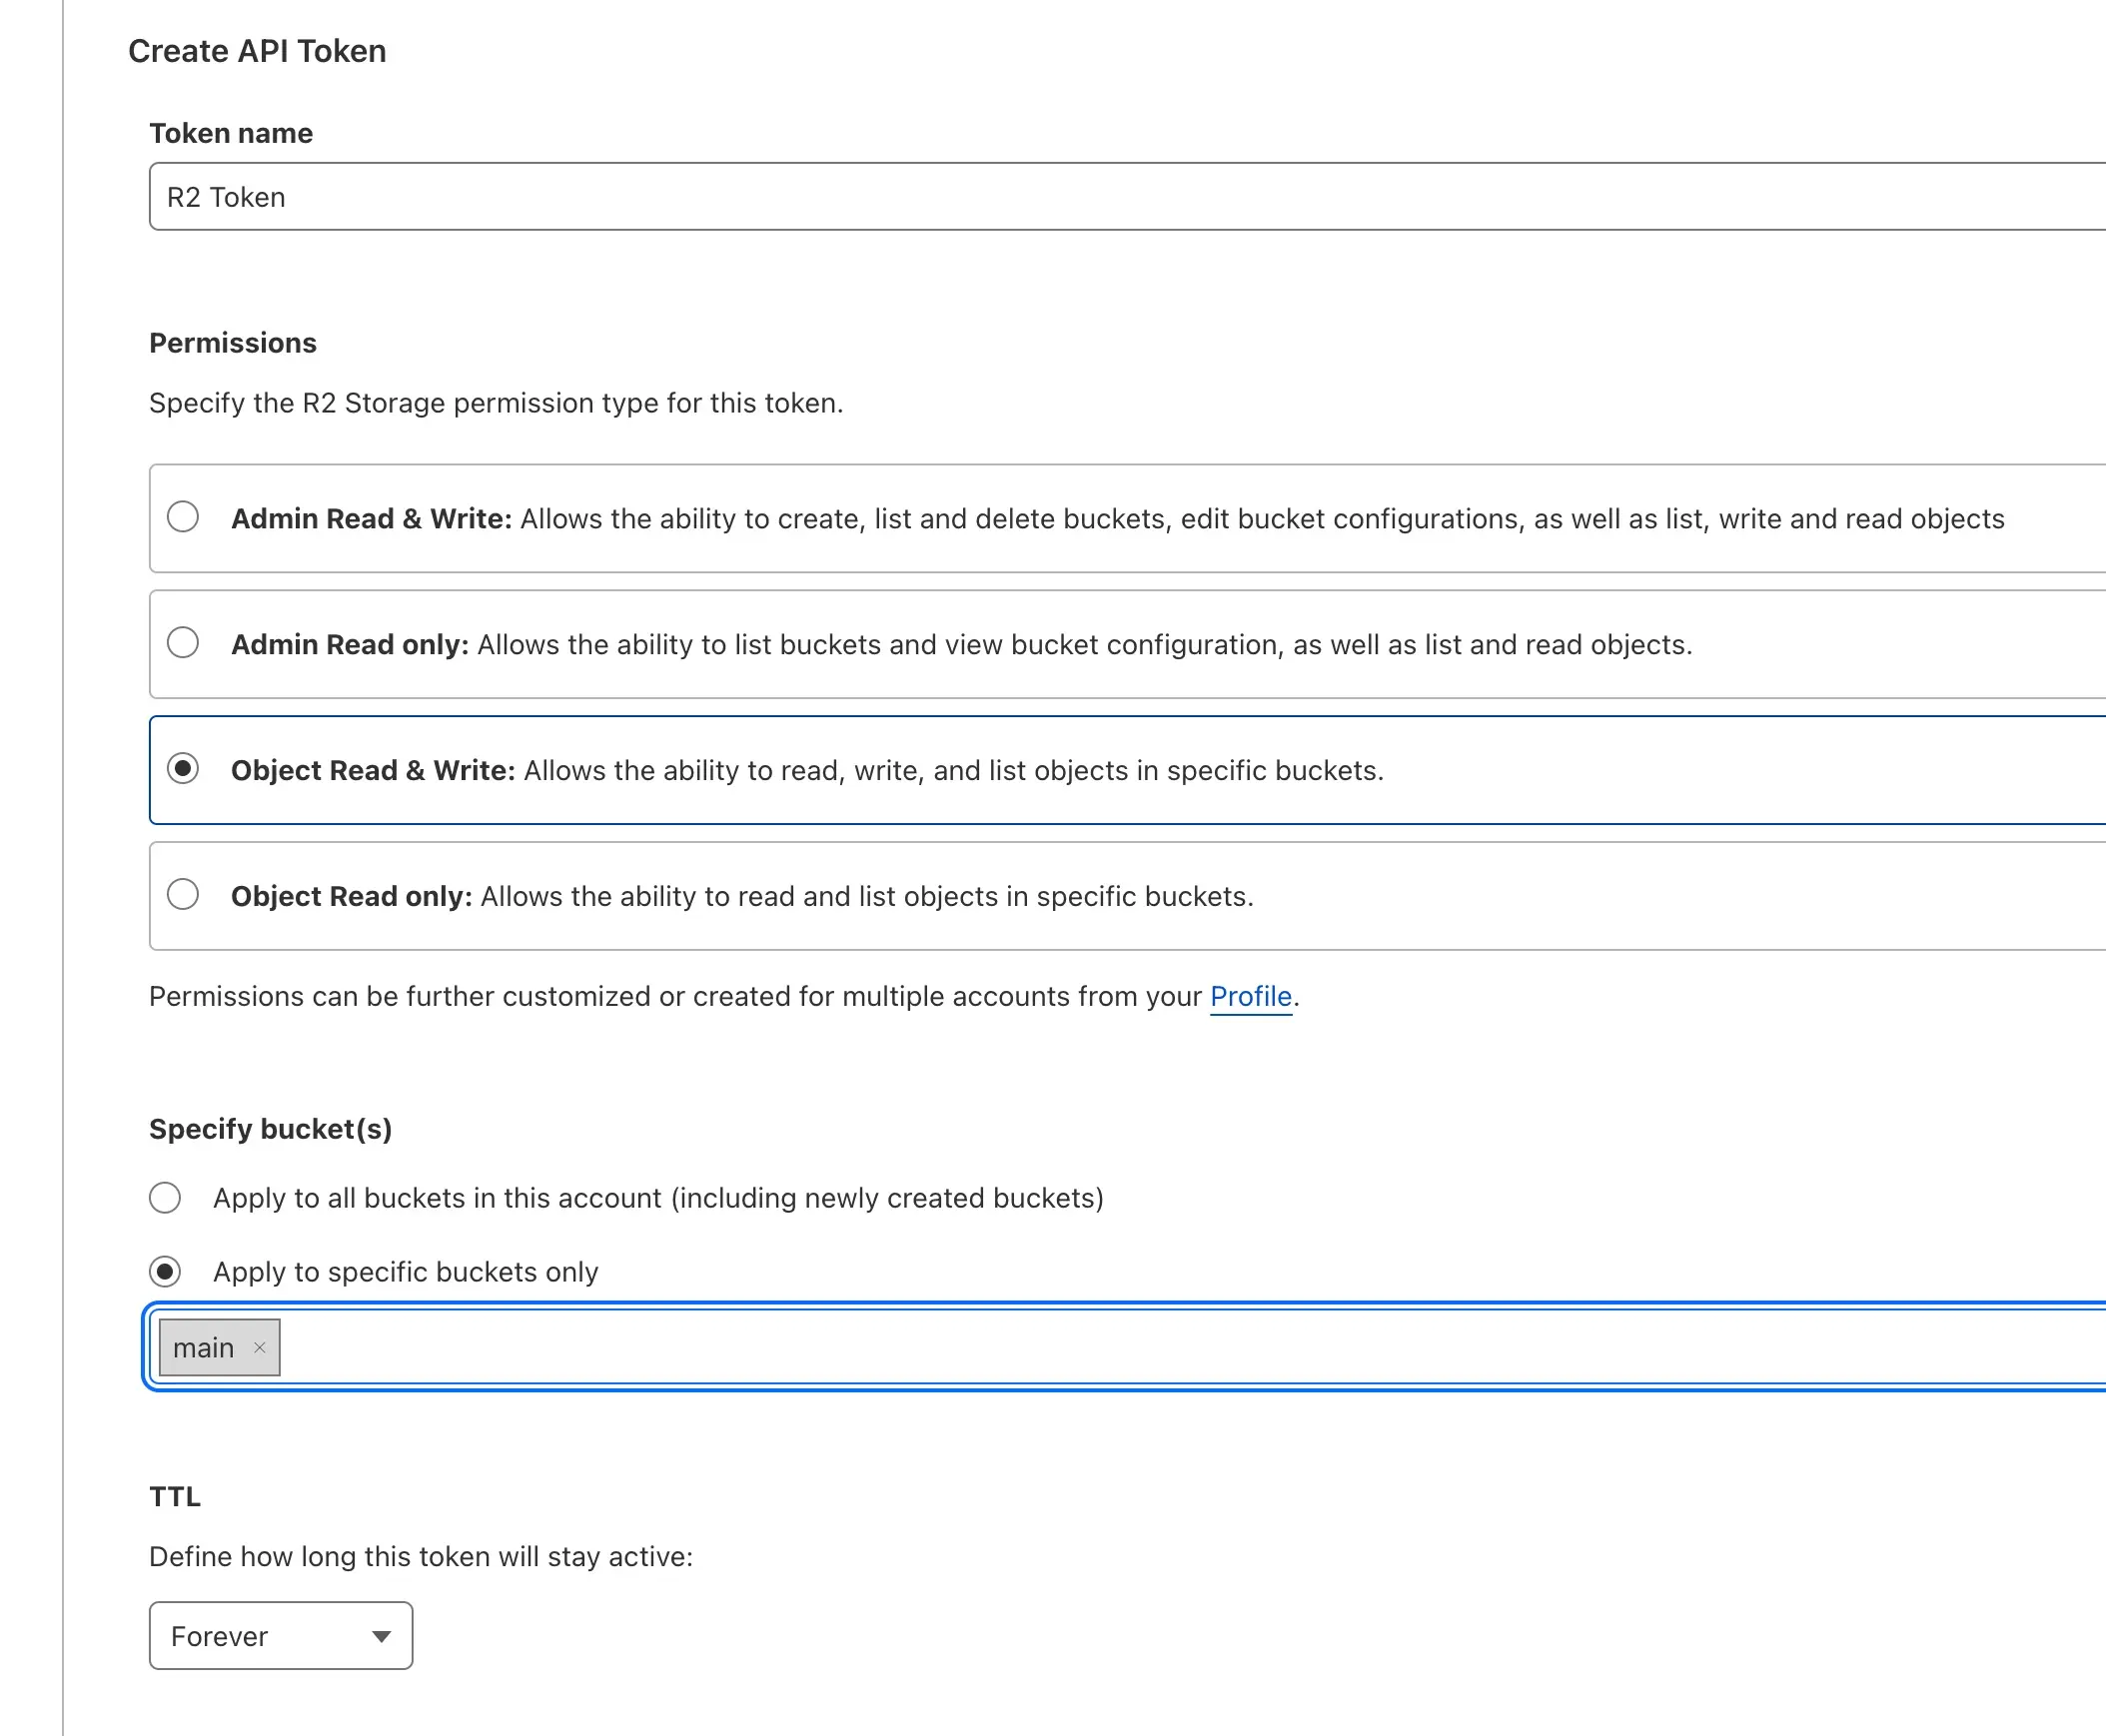 Create API Token
Token name
R2 Token
Permissions
Specify the R2 Storage permission type for this token.
Admin Read & Write: Allows the ability to create, list and delete buckets, edit bucket configurations, as well as list, write and read objects
Admin Read only: Allows the ability to list buckets and view bucket configuration, as well as list and read objects.
Object Read & Write: Allows the ability to read, write, and list objects in specific buckets.
Object Read only: Allows the ability to read and list objects in specific buckets.
Permissions can be further customized or created for multiple accounts from your Profile.
Specify bucket(s)
Apply to all buckets in this account (including newly created buckets)
Apply to specific buckets only
main ×
TTL
Define how long this token will stay active:
Forever